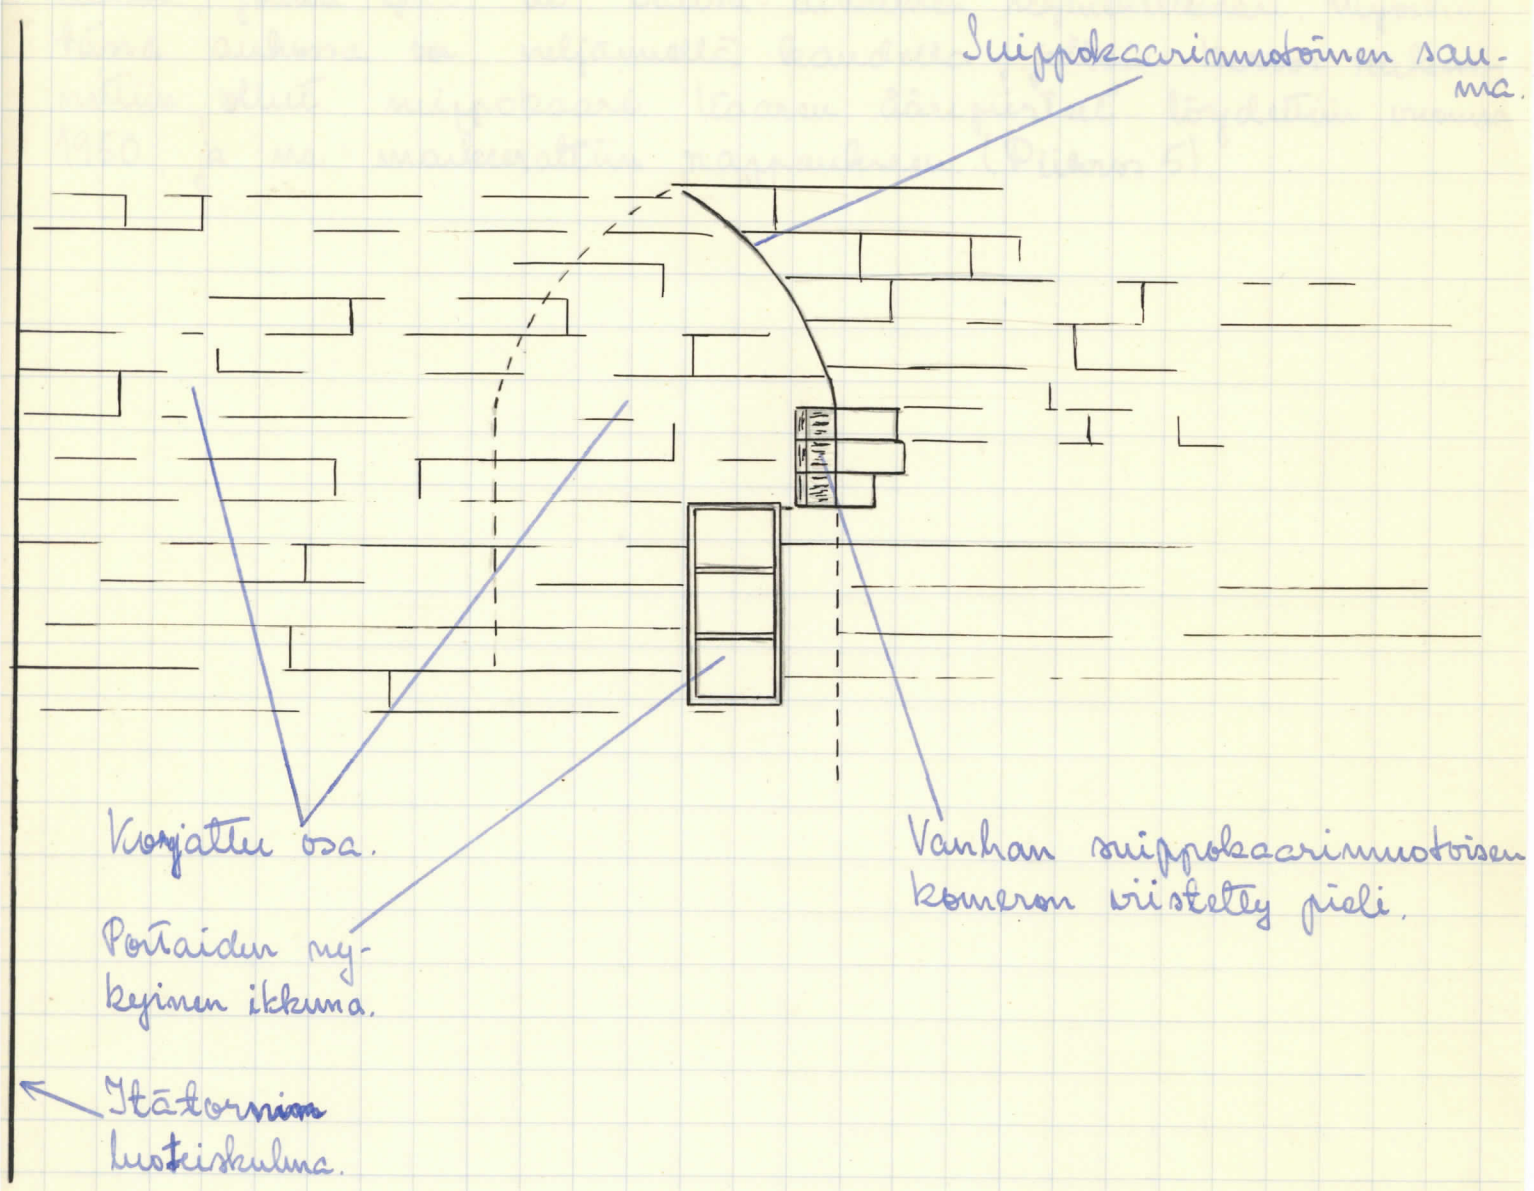 Suippokaarimuotoinen sau-
ma.
Korjattu osa.
Vanhan suippokaarimuotoisen
komeron viistetty pieli.
Portaiden ny-
kyinen ikkuna.
Itätornin
luoteiskulma.